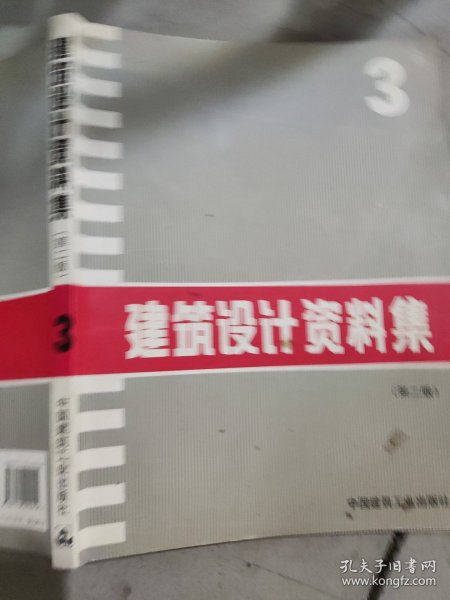 3
建筑设计资料集
(第二版)
中国建筑工业出版社
建筑设计资料集
(第二版)
3
中国建筑工业出版社
孔夫子旧书网
www.kongfz.com